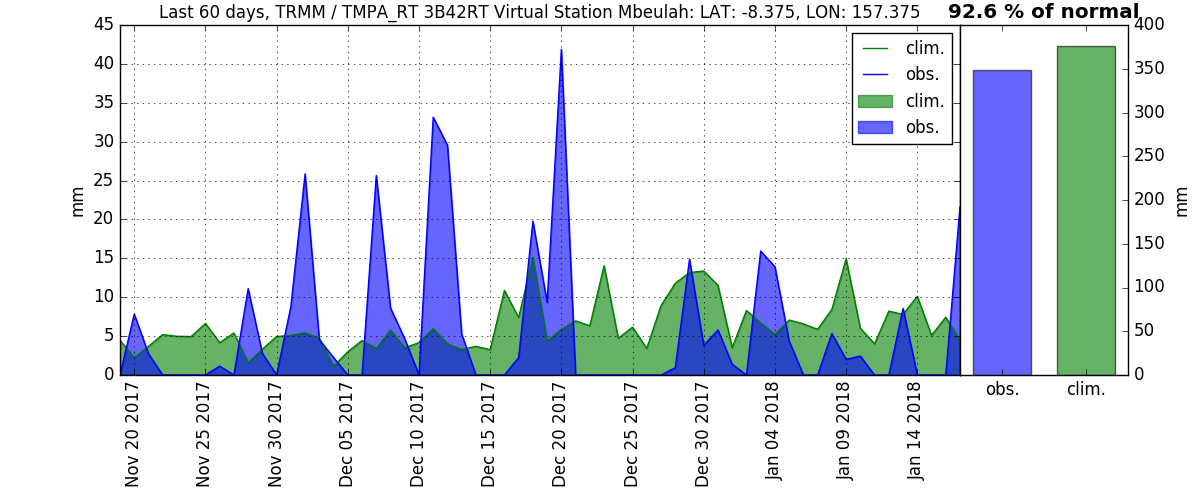 Last 60 days, TRMM / TMPA_RT 3B42RT Virtual Station Mbeulah: LAT: -8.375, LON: 157.375
92.6 % of normal
45
40
35
30
25
20
15
10
5
0
mm
clim.
obs.
clim.
obs.
Nov 20 2017
Nov 25 2017
Nov 30 2017
Dec 05 2017
Dec 10 2017
Dec 15 2017
Dec 20 2017
Dec 25 2017
Dec 30 2017
Jan 04 2018
Jan 09 2018
Jan 14 2018
obs.
clim.
400
350
300
250
200
150
100
50
0
mm